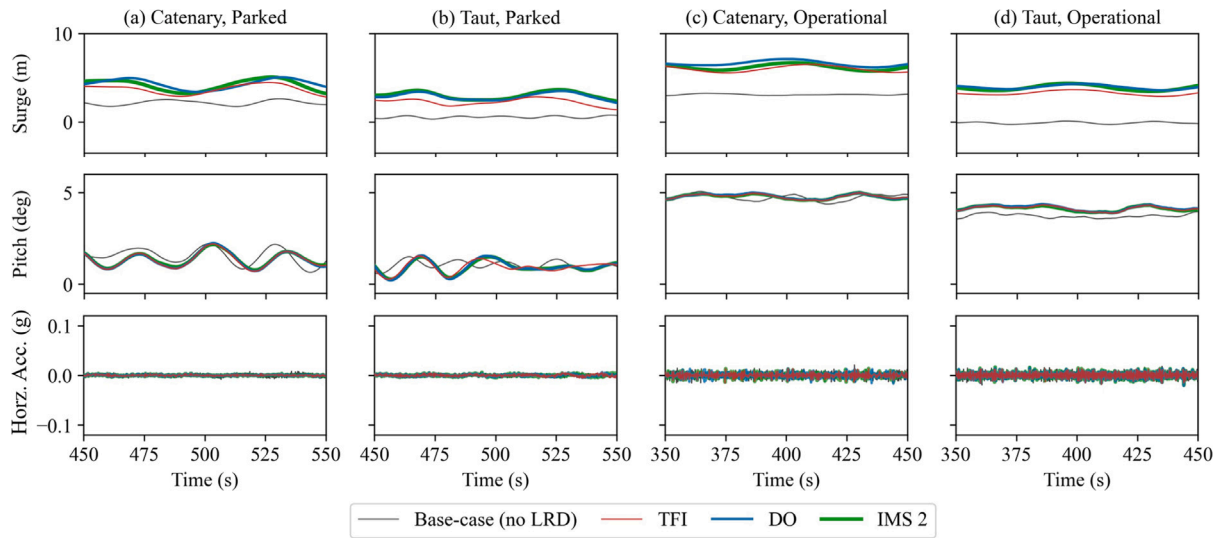 (a) Catenary, Parked
(b) Taut, Parked
(c) Catenary, Operational
(d) Taut, Operational
Surge (m)
10
0
Pitch (deg)
5
0
Horz. Acc. (g)
0.1
0.0
−0.1
450 475 500 525 550
450 475 500 525 550
350 375 400 425 450
350 375 400 425 450
Time (s)
Time (s)
Time (s)
Time (s)
Base-case (no LRD) TFI DO IMS 2